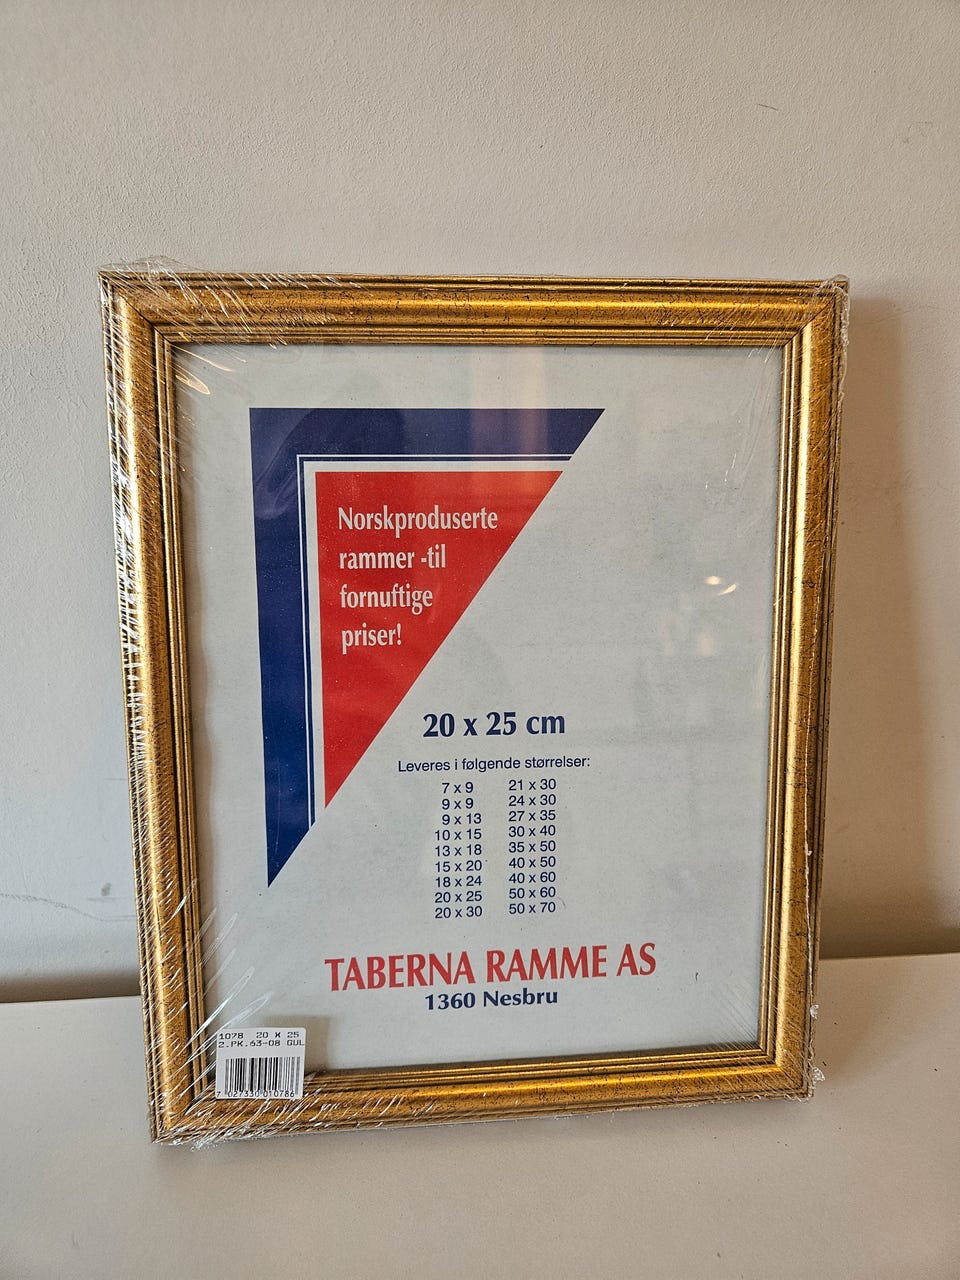 Norskproduserte
rammer -til
fornuftige
priser!
20 x 25 cm
Leveres i følgende størrelser:
7 x 9
9 x 9
9 x 13
10 x 15
13 x 18
15 x 20
18 x 24
20 x 25
20 x 30
21 x 30
24 x 30
27 x 35
30 x 40
35 x 50
40 x 50
40 x 60
50 x 60
50 x 70
TABERNA RAMME AS
1360 Nesbru
1078 20 X 25
2.PK.63-08 GUL
7 027330 010786